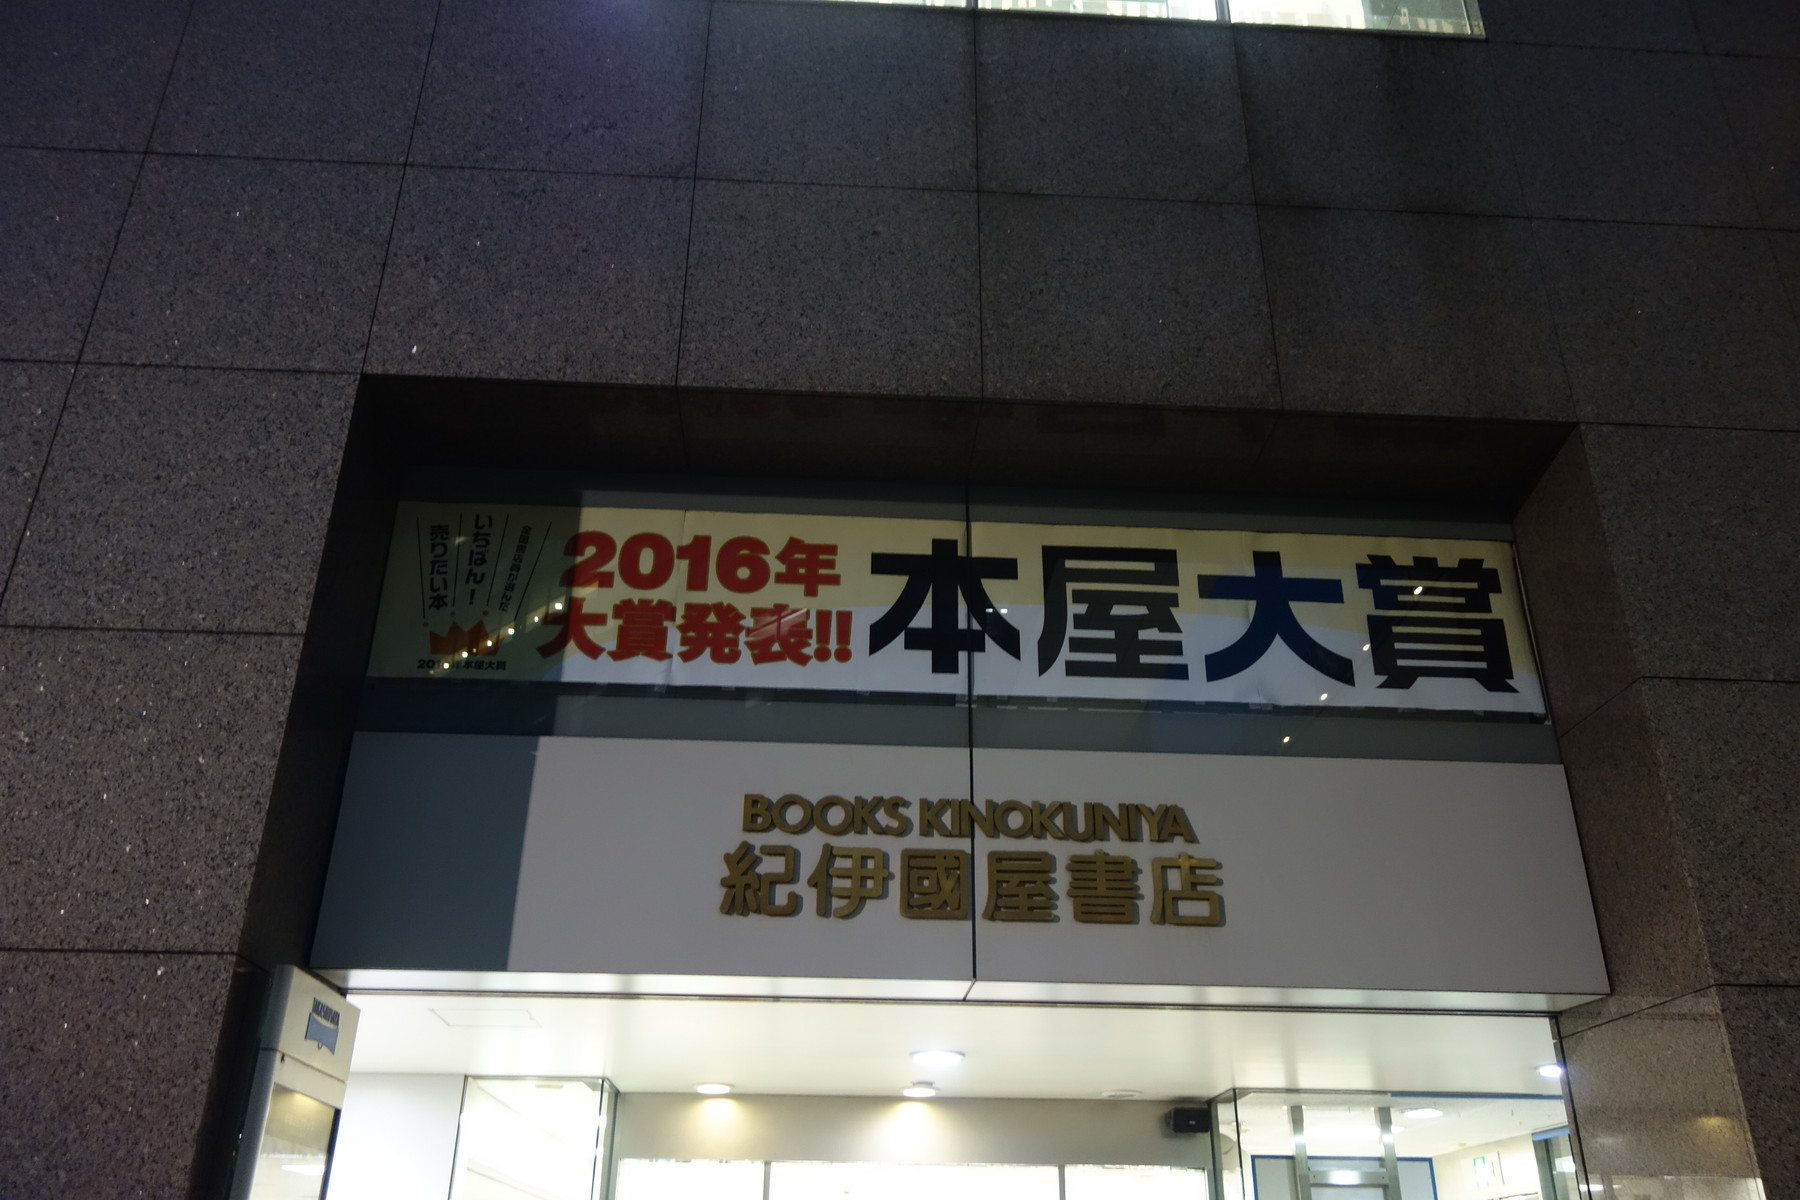 全国書店員が選んだ
いちばん!
売りたい本
2016年本屋大賞
2016年
大賞発表!!
本屋大賞
BOOKS KINOKUNIYA
紀伊國屋書店